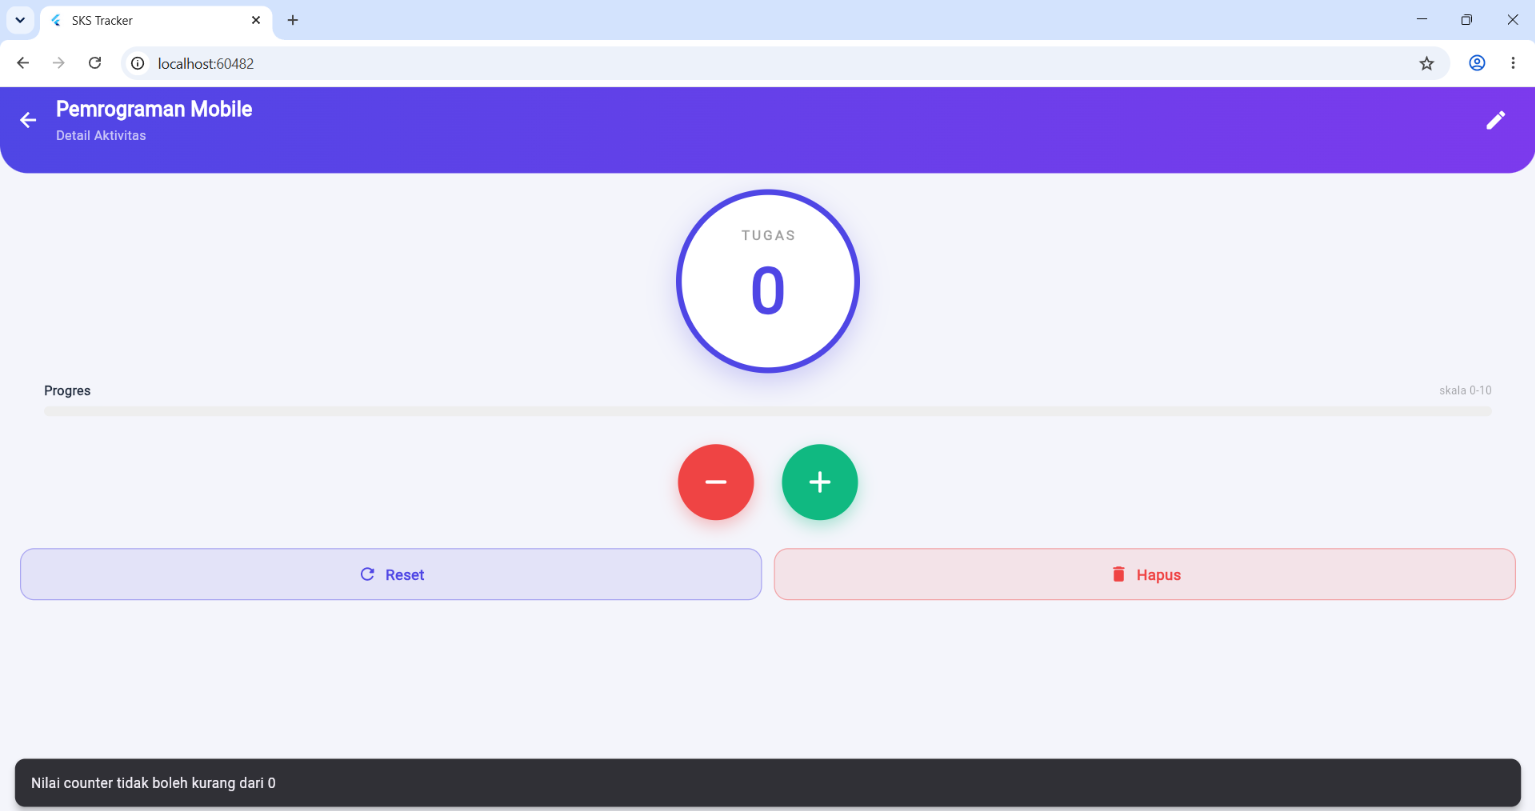 SKS Tracker
localhost:60482
Pemrograman Mobile
Detail Aktivitas
TUGAS
0
Progres
skala 0-10
Reset
Hapus
Nilai counter tidak boleh kurang dari 0